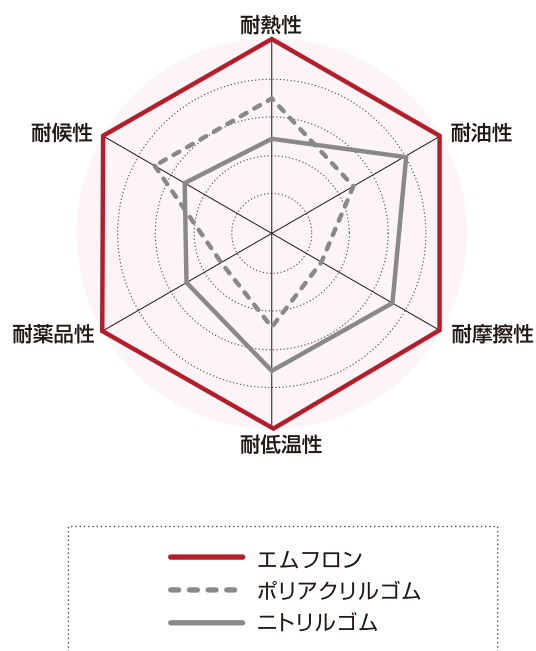 耐熱性
耐候性
耐油性
耐薬品性
耐摩擦性
耐低温性
エムフロン
ポリアクリルゴム
ニトリルゴム